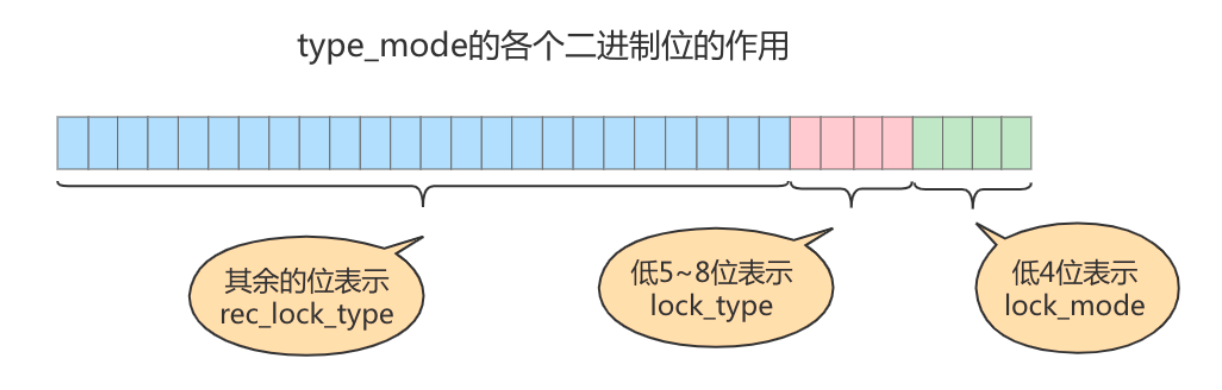 type_mode的各个二进制位的作用
其余的位表示
rec_lock_type
低5~8位表示
lock_type
低4位表示
lock_mode